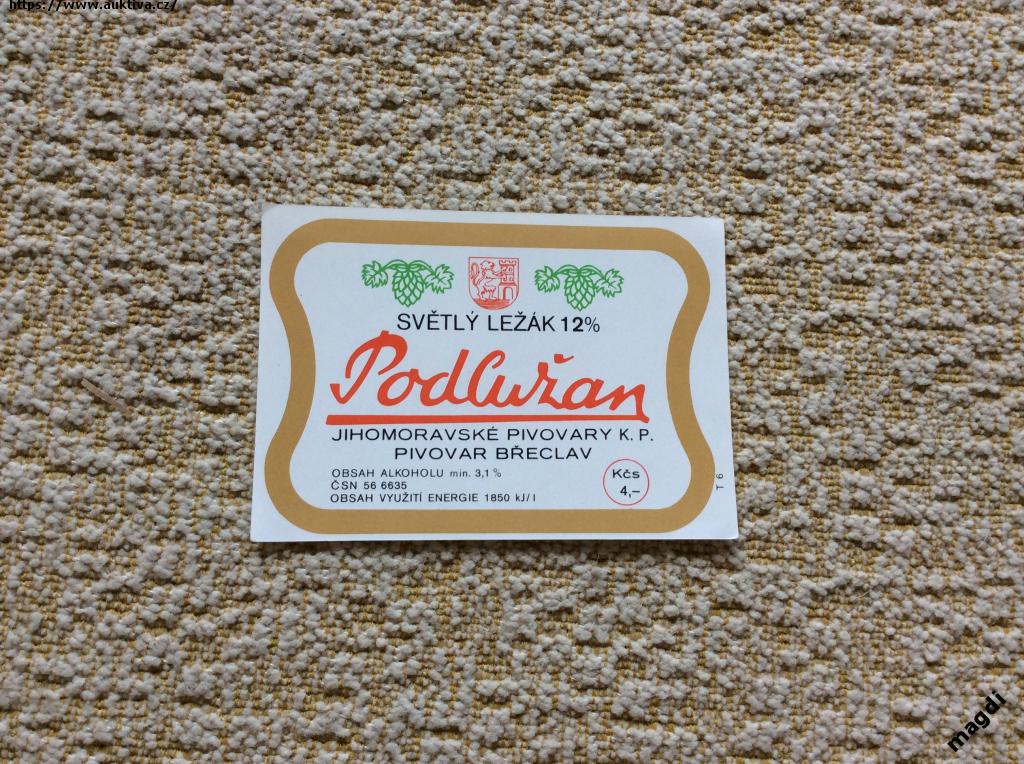 https://www.auktiva.cz/
SVĚTLÝ LEŽÁK 12%
Podlužan
JIHOMORAVSKÉ PIVOVARY K. P.
PIVOVAR BŘECLAV
OBSAH ALKOHOLU min. 3,1 %
ČSN 56 6635
OBSAH VYUŽITÍ ENERGIE 1850 kJ/l
Kčs
4,–
T 6
magdi